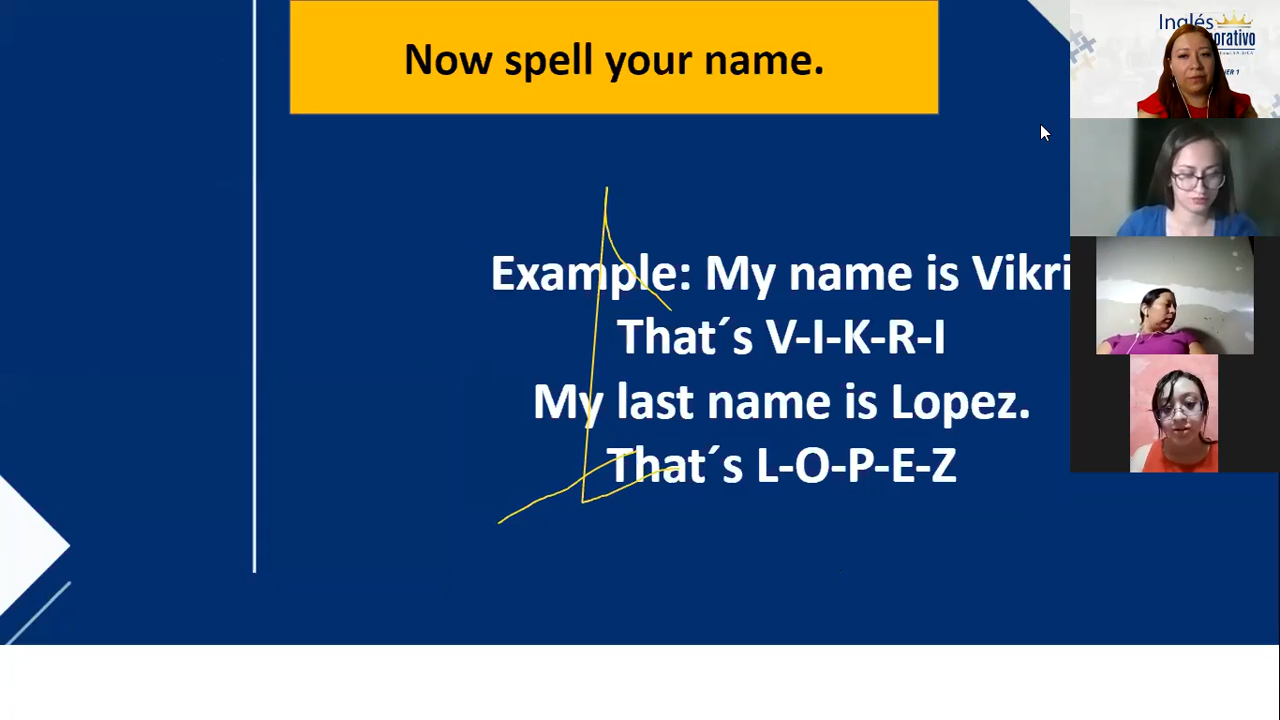 Now spell your name.
Inglés
orativo
Example: My name is Vikri
That´s V-I-K-R-I
My last name is Lopez.
That´s L-O-P-E-Z